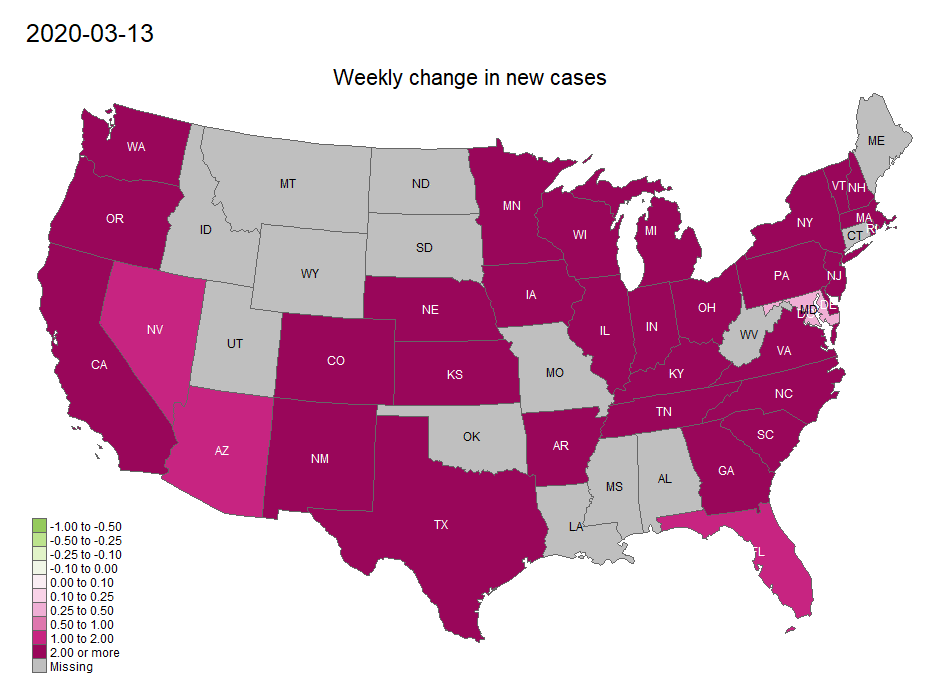 2020-03-13
Weekly change in new cases
ME
WA
MT
ND
VT NH
MN
OR
MA
NY
ID
WI
MI
CT
SD
WY
PA
NJ
IA
NE
OH
MD
NV
IL
IN
WV
UT
VA
CO
CA
KS
MO
KY
NC
TN
OK
SC
AR
AZ
NM
GA
MS
AL
TX
LA
FL
-1.00 to -0.50
-0.50 to -0.25
-0.25 to -0.10
-0.10 to 0.00
0.00 to 0.10
0.10 to 0.25
0.25 to 0.50
0.50 to 1.00
1.00 to 2.00
2.00 or more
Missing